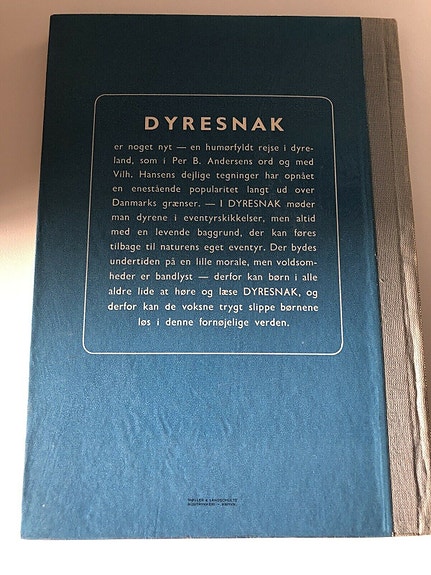 DYRESNAK
er noget nyt — en humørfyldt rejse i dyre-
land, som i Per B. Andersens ord og med
Vilh. Hansens dejlige tegninger har opnået
en enestående popularitet langt ud over
Danmarks grænser. — I DYRESNAK møder
man dyrene i eventyrskikkelser, men altid
med en levende baggrund, der kan føres
tilbage til naturens eget eventyr. Der bydes
undertiden på en lille morale, men voldsom-
heder er bandlyst — derfor kan børn i alle
aldre lide at høre og læse DYRESNAK, og
derfor kan de voksne trygt slippe børnene
løs i denne fornøjelige verden.
MØLLER & LANDSCHULTZ